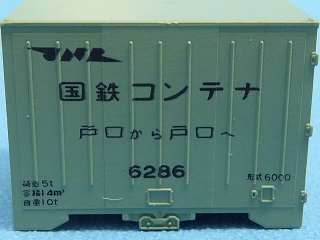 JNR
国鉄コンテナ
戸口から戸口へ
6286
形式6000
荷重5t
容積14m³
自重1.0t